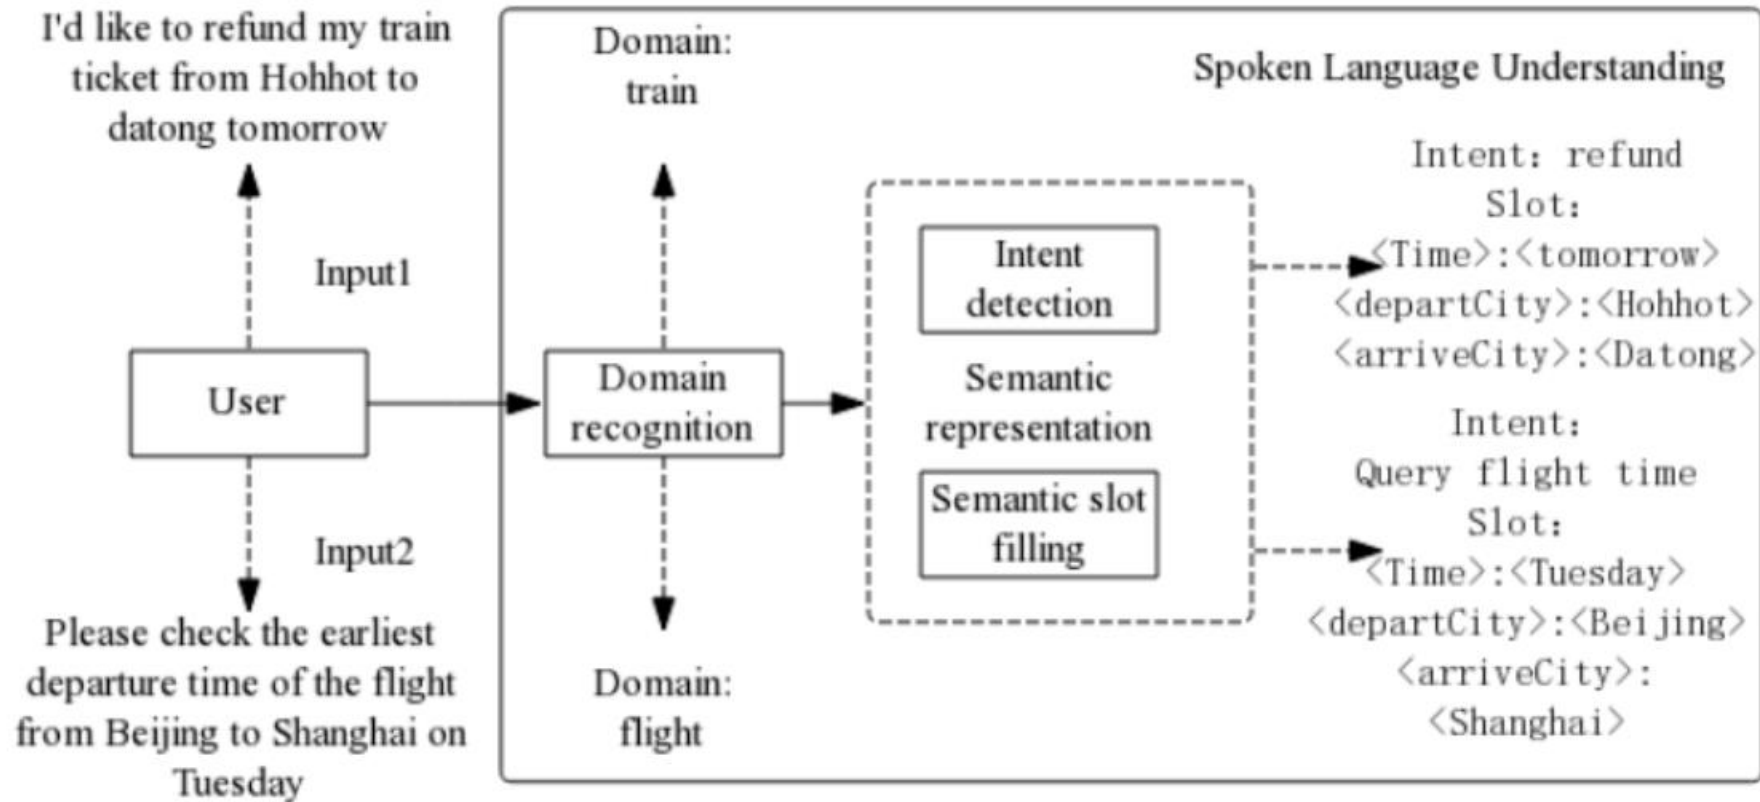 I'd like to refund my train
ticket from Hohhot to
datong tomorrow
Input1
User
Input2
Please check the earliest
departure time of the flight
from Beijing to Shanghai on
Tuesday
Domain:
train
Domain
recognition
Domain:
flight
Spoken Language Understanding
Intent
detection
Semantic
representation
Semantic slot
filling
Intent: refund
Slot:
<Time>:<tomorrow>
<departCity>:<Hohhot>
<arriveCity>:<Datong>
Intent:
Query flight time
Slot:
<Time>:<Tuesday>
<departCity>:<Beijing>
<arriveCity>:
<Shanghai>